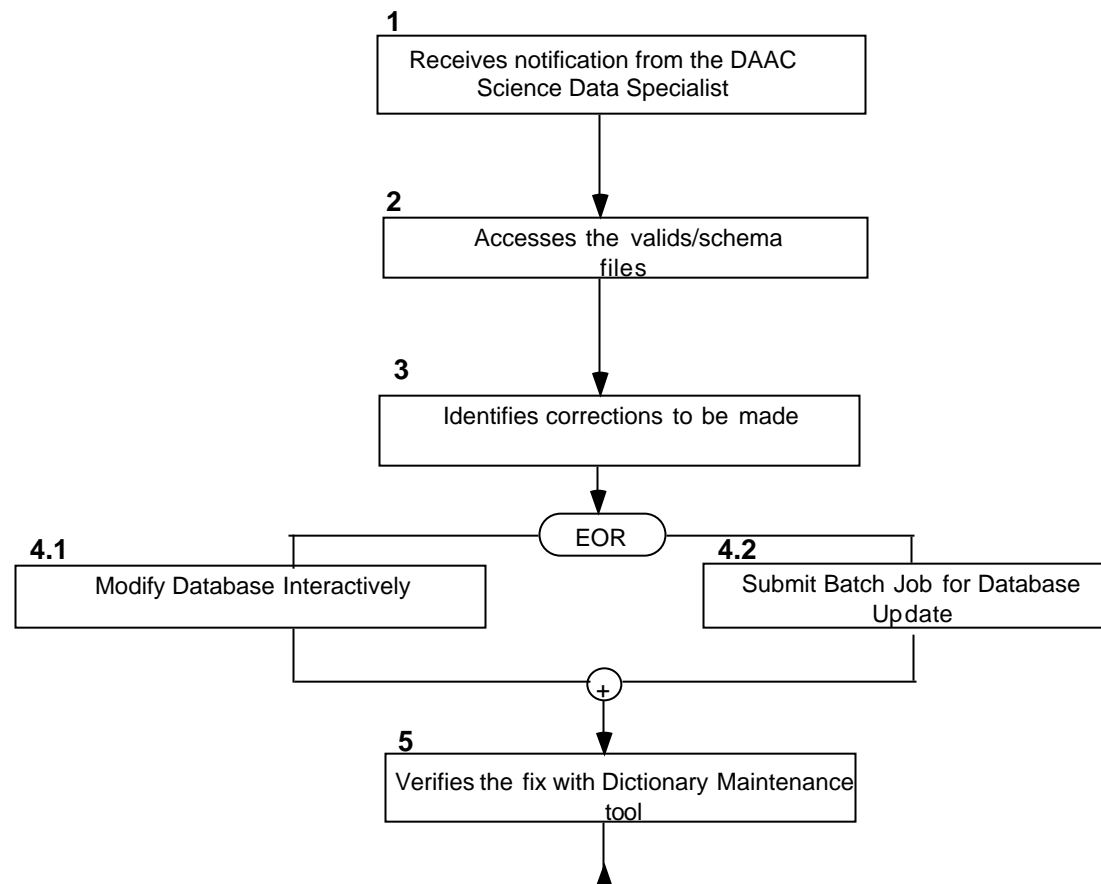 1
Receives notification from the DAAC
Science Data Specialist
2
Accesses the valids/schema
files
3
Identifies corrections to be made
EOR
4.1
4.2
Modify Database Interactively
Submit Batch Job for Database
Update
+
5
Verifies the fix with Dictionary Maintenance
tool